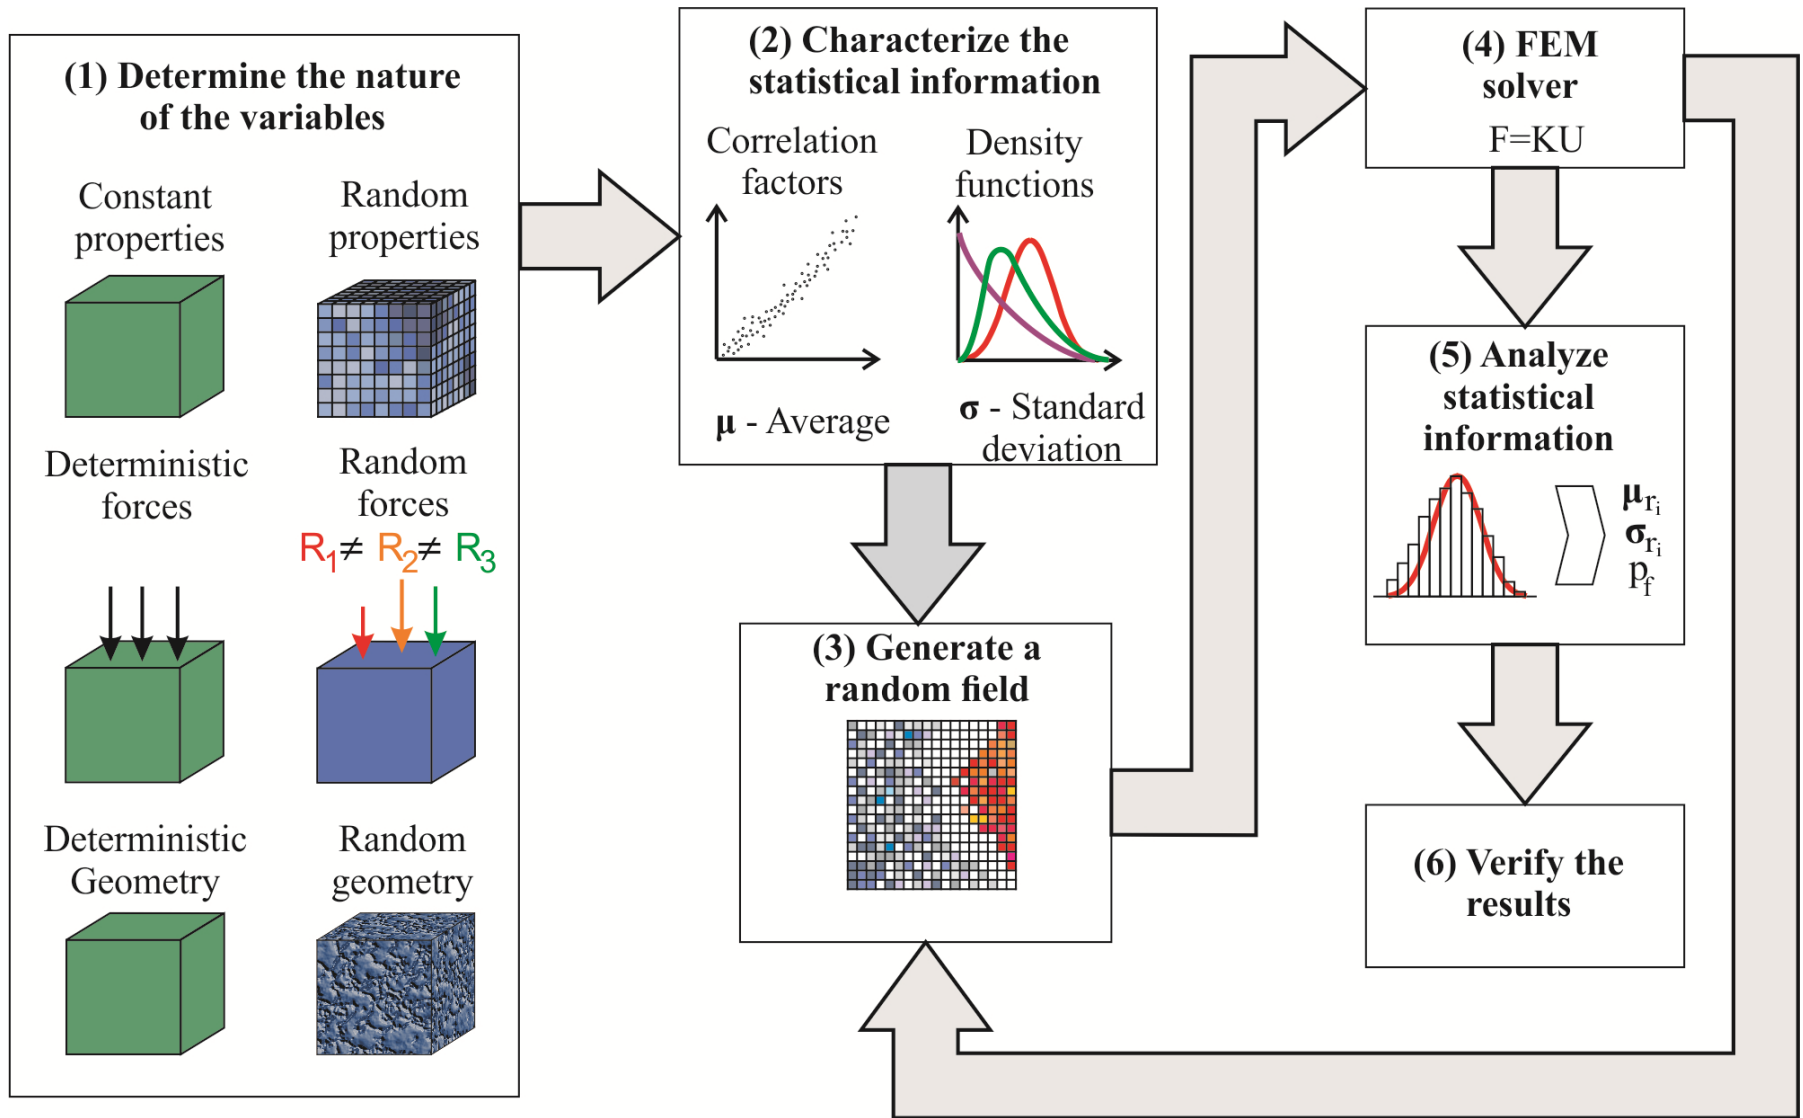 (1) Determine the nature
of the variables
Constant
properties
Random
properties
Deterministic
forces
Random
forces
R1≠ R2≠ R3
Deterministic
Geometry
Random
geometry
(2) Characterize the
statistical information
Correlation
factors
Density
functions
μ - Average
σ - Standard
deviation
(3) Generate a
random field
(4) FEM
solver
F=KU
(5) Analyze
statistical
information
μri
σri
pf
(6) Verify the
results